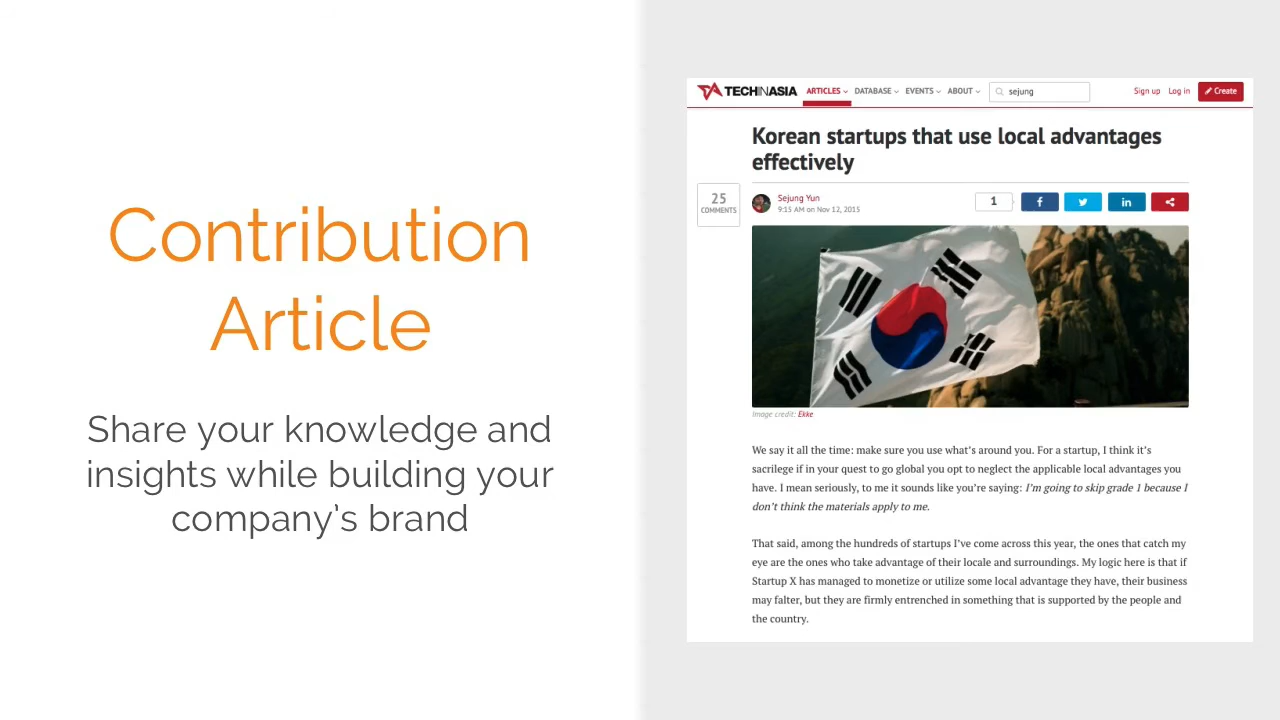 Contribution
Article
Share your knowledge and
insights while building your
company's brand
TECHINASIA ARTICLES DATABASE EVENTS ABOUT sejung Sign up Log in Create
Korean startups that use local advantages
effectively
25
COMMENTS
Sejung Yun
9:15 AM on Nov 12, 2015
1
Image credit: Ekke
We say it all the time: make sure you use what's around you. For a startup, I think it's
sacrilege if in your quest to go global you opt to neglect the applicable local advantages you
have. I mean seriously, to me it sounds like you're saying: I'm going to skip grade 1 because I
don't think the materials apply to me.
That said, among the hundreds of startups I've come across this year, the ones that catch my
eye are the ones who take advantage of their locale and surroundings. My logic here is that if
Startup X has managed to monetize or utilize some local advantage they have, their business
may falter, but they are firmly entrenched in something that is supported by the people and
the country.